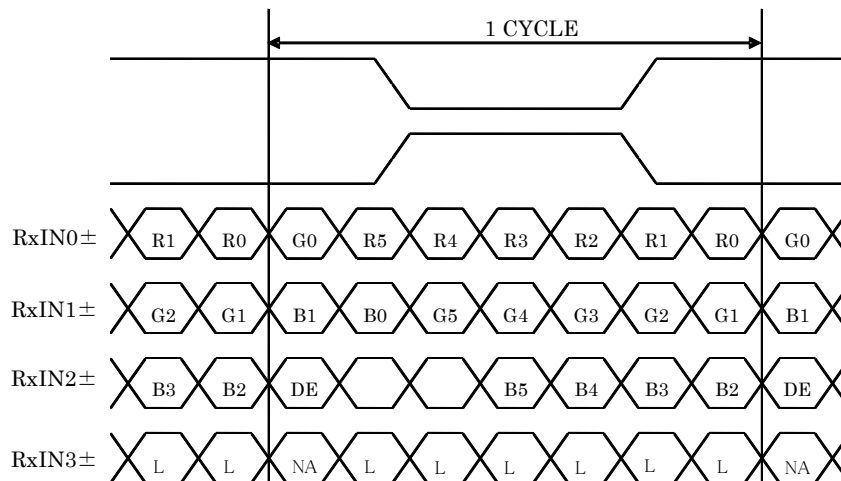 1 CYCLE
RxIN0± R1 R0 G0 R5 R4 R3 R2 R1 R0 G0
RxIN1± G2 G1 B1 B0 G5 G4 G3 G2 G1 B1
RxIN2± B3 B2 DE B5 B4 B3 B2 DE
RxIN3± L L NA L L L L L L NA